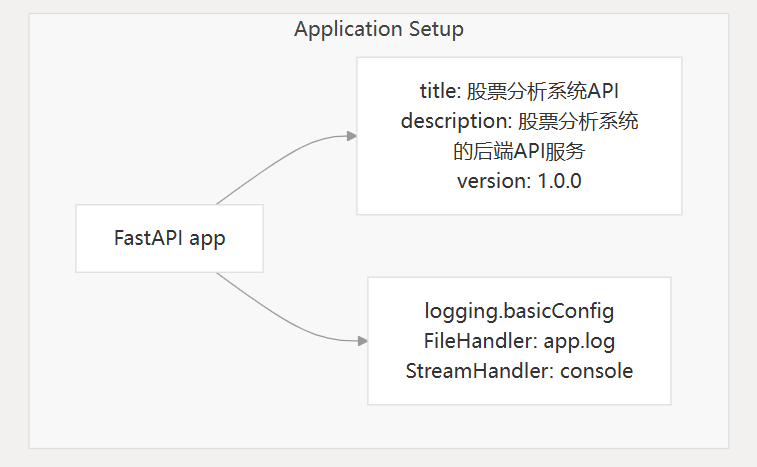 Application Setup
title: 股票分析系统API
description: 股票分析系统
的后端API服务
version: 1.0.0
FastAPI app
logging.basicConfig
FileHandler: app.log
StreamHandler: console